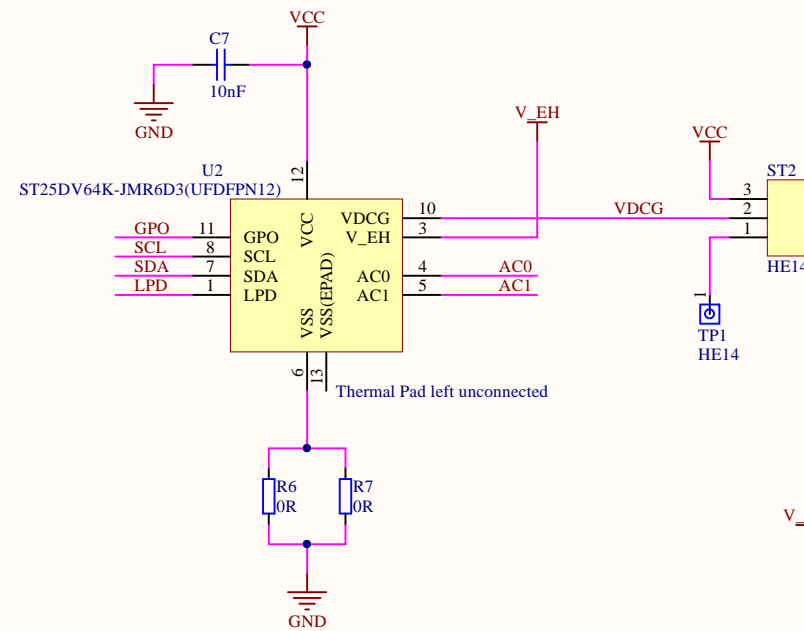 VCC
C7
10nF
GND
V_EH
VCC
U2
ST25DV64K-JMR6D3(UFDFPN12)
ST2
12
VCC
GPO 11 GPO
SCL 8 SCL
SDA 7 SDA
LPD 1 LPD
VDCG 10
V_EH 3
AC0 4 AC0
AC1 5 AC1
VDCG
3
2
1
HE14
VSS
VSS(EPAD)
6
13
Thermal Pad left unconnected
1
TP1
HE14
R6
0R
R7
0R
V_
GND